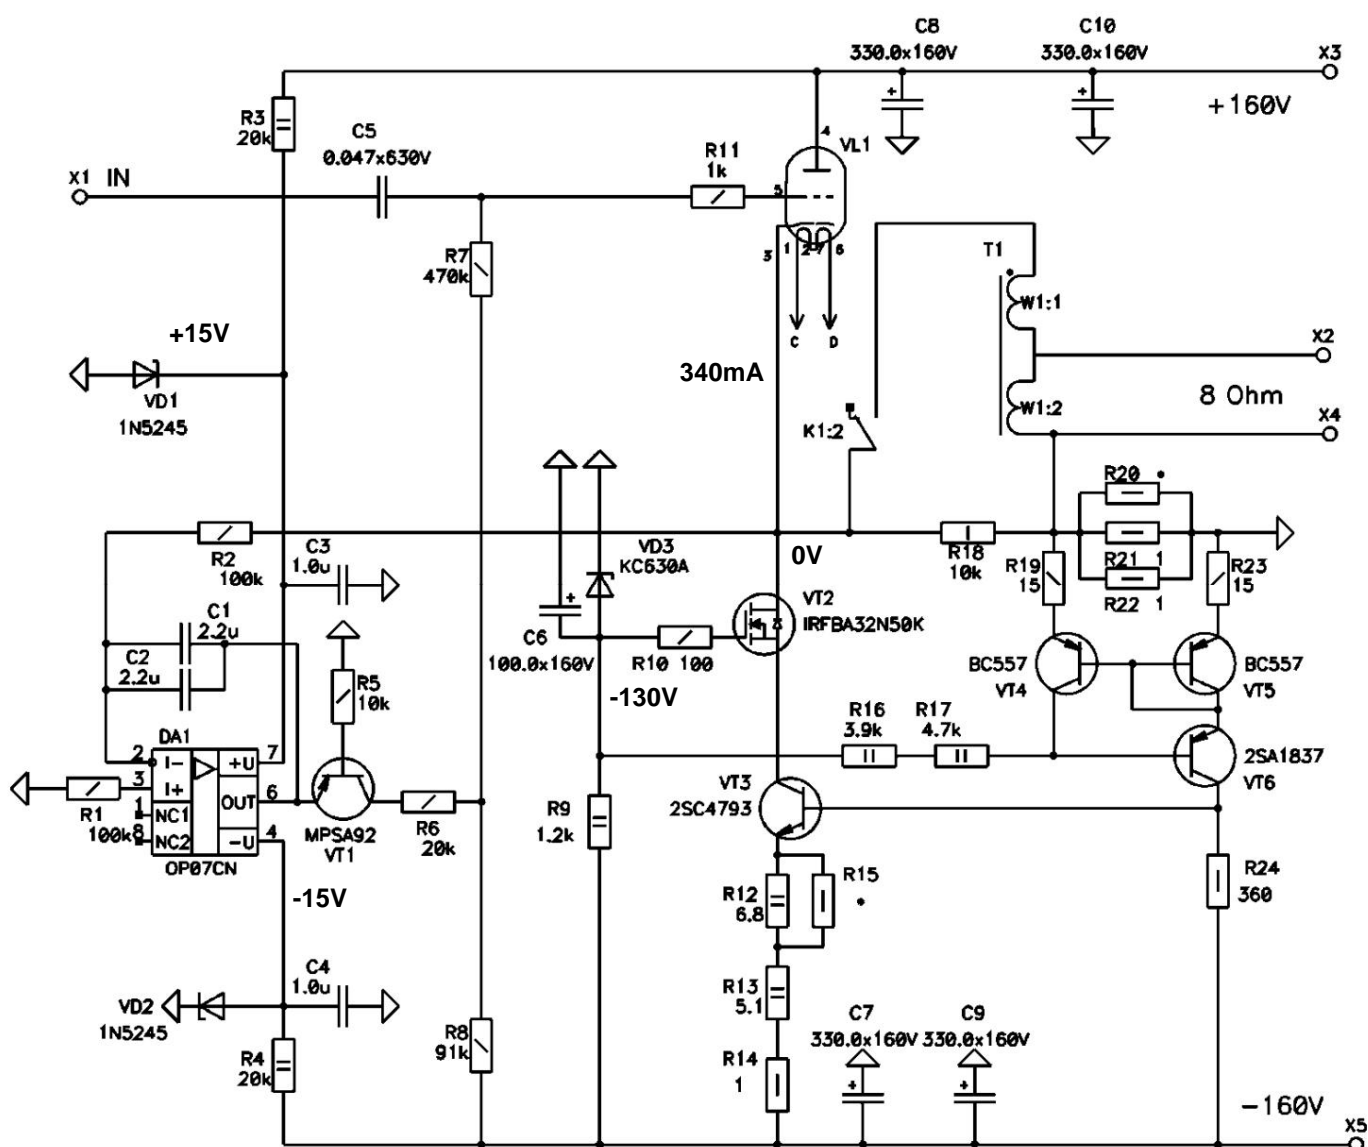 C8
330.0x160V
C10
330.0x160V
X3
+160V
R3
20k
C5
0.047x630V
R11
1k
4
VL1
X1 IN
5
R7
470k
3
1
2
7
6
T1
W1:1
C
D
+15V
X2
340mA
VD1
1N5245
W1:2
8 Ohm
X4
K1:2
R20
R2
100k
C3
1.0u
VD3
KC630A
0V
R18
10k
R19
15
R21 1
R22 1
R23
15
C1
2.2u
C2
2.2u
VT2
IRFBA32N50K
C6
100.0x160V
R10 100
BC557
VT4
BC557
VT5
R5
10k
-130V
R16
3.9k
R17
4.7k
DA1
2
I-
+U
7
3
I+
OUT
6
1
NC1
8
NC2
-U
4
OP07CN
R1
100k
MPSA92
VT1
R6
20k
2SA1837
VT6
VT3
2SC4793
R9
1.2k
-15V
R12
6.8
R15
R24
360
C4
1.0u
VD2
1N5245
R13
5.1
C7
330.0x160V
C9
330.0x160V
R4
20k
R8
91k
R14
1
-160V
X5